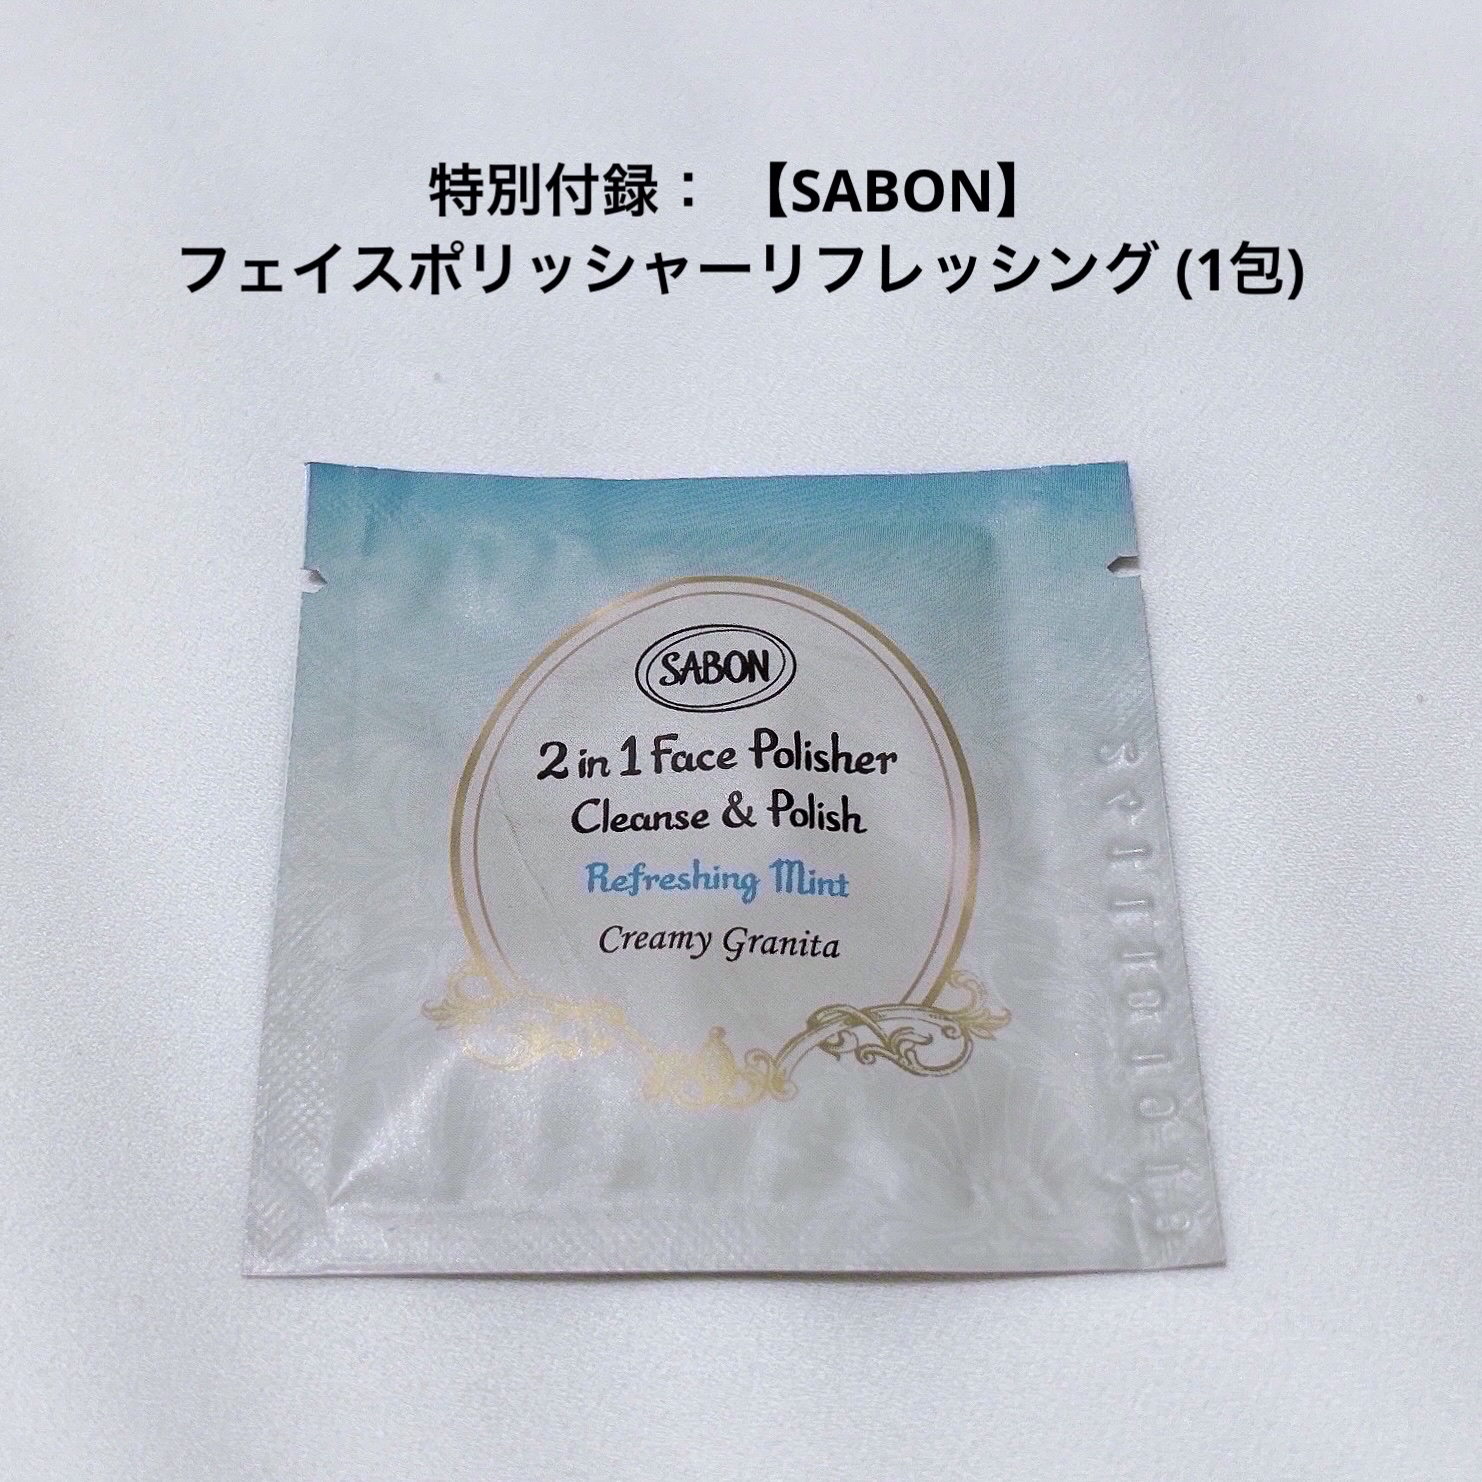 特別付録：【SABON】
フェイスポリッシャーリフレッシング (1包)
SABON
2 in 1 Face Polisher
Cleanse & Polish
Refreshing Mint
Creamy Granita